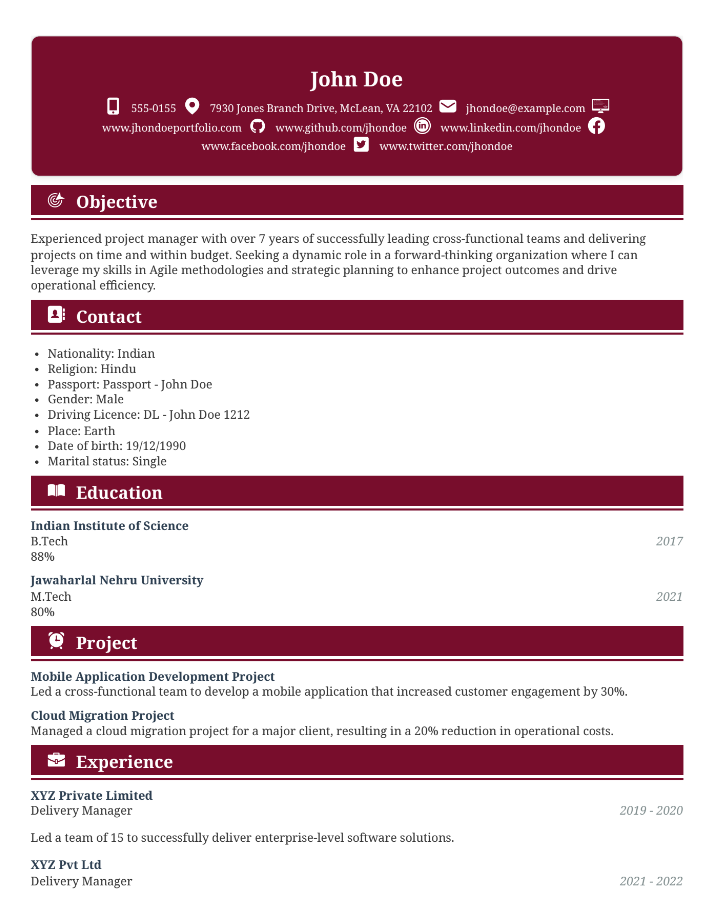 John Doe
555-0155 7930 Jones Branch Drive, McLean, VA 22102 jhondoe@example.com
www.jhondoeportfolio.com www.github.com/jhondoe www.linkedin.com/jhondoe
www.facebook.com/jhondoe www.twitter.com/jhondoe
Objective
Experienced project manager with over 7 years of successfully leading cross-functional teams and delivering
projects on time and within budget. Seeking a dynamic role in a forward-thinking organization where I can
leverage my skills in Agile methodologies and strategic planning to enhance project outcomes and drive
operational efficiency.
Contact
• Nationality: Indian
• Religion: Hindu
• Passport: Passport - John Doe
• Gender: Male
• Driving Licence: DL - John Doe 1212
• Place: Earth
• Date of birth: 19/12/1990
• Marital status: Single
Education
Indian Institute of Science
B.Tech 2017
88%
Jawaharlal Nehru University
M.Tech 2021
80%
Project
Mobile Application Development Project
Led a cross-functional team to develop a mobile application that increased customer engagement by 30%.
Cloud Migration Project
Managed a cloud migration project for a major client, resulting in a 20% reduction in operational costs.
Experience
XYZ Private Limited
Delivery Manager 2019 - 2020
Led a team of 15 to successfully deliver enterprise-level software solutions.
XYZ Pvt Ltd
Delivery Manager 2021 - 2022